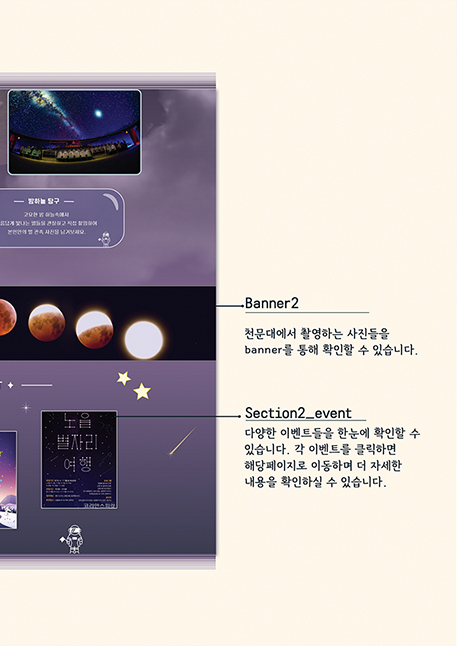 밤하늘 탐구
고요한 밤 하늘속에서
름답게 빛나는 별들을 관찰하고 직접 촬영하여
본인만의 별 관측 사진을 남겨보세요.
Banner2
천문대에서 촬영하는 사진들을
banner를 통해 확인할 수 있습니다.
Section2_event
다양한 이벤트들을 한눈에 확인할 수
있습니다. 각 이벤트를 클릭하면
해당페이지로 이동하며 더 자세한
내용을 확인하실 수 있습니다.
노을
별자리
여행